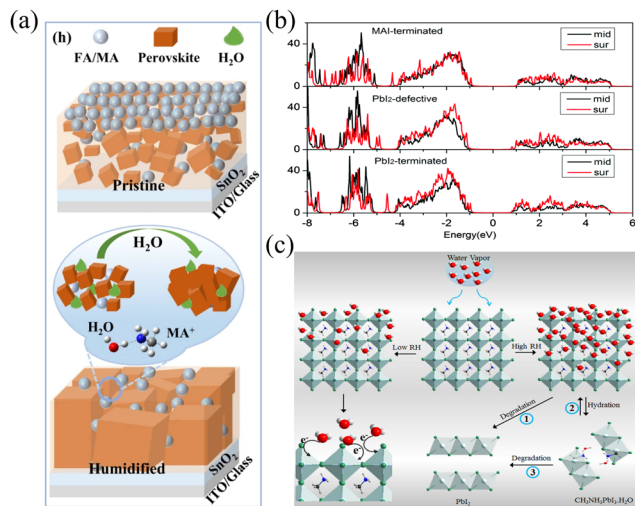 (a)
(h)
FA/MA
Perovskite
H2O
Pristine
SnO2
ITO/Glass
H2O
H2O
MA+
Humidified
SnO2
ITO/Glass
(b)
MAI-terminated
mid
sur
40
0
PbI2-defective
mid
sur
40
0
PbI2-terminated
mid
sur
40
0
-8
-6
-4
-2
0
2
4
6
Energy(eV)
(c)
Water Vapor
Low RH
High RH
Degradation
1
2
Hydration
e-
e-
Degradation
3
PbI2
CH3NH3PbI3.H2O